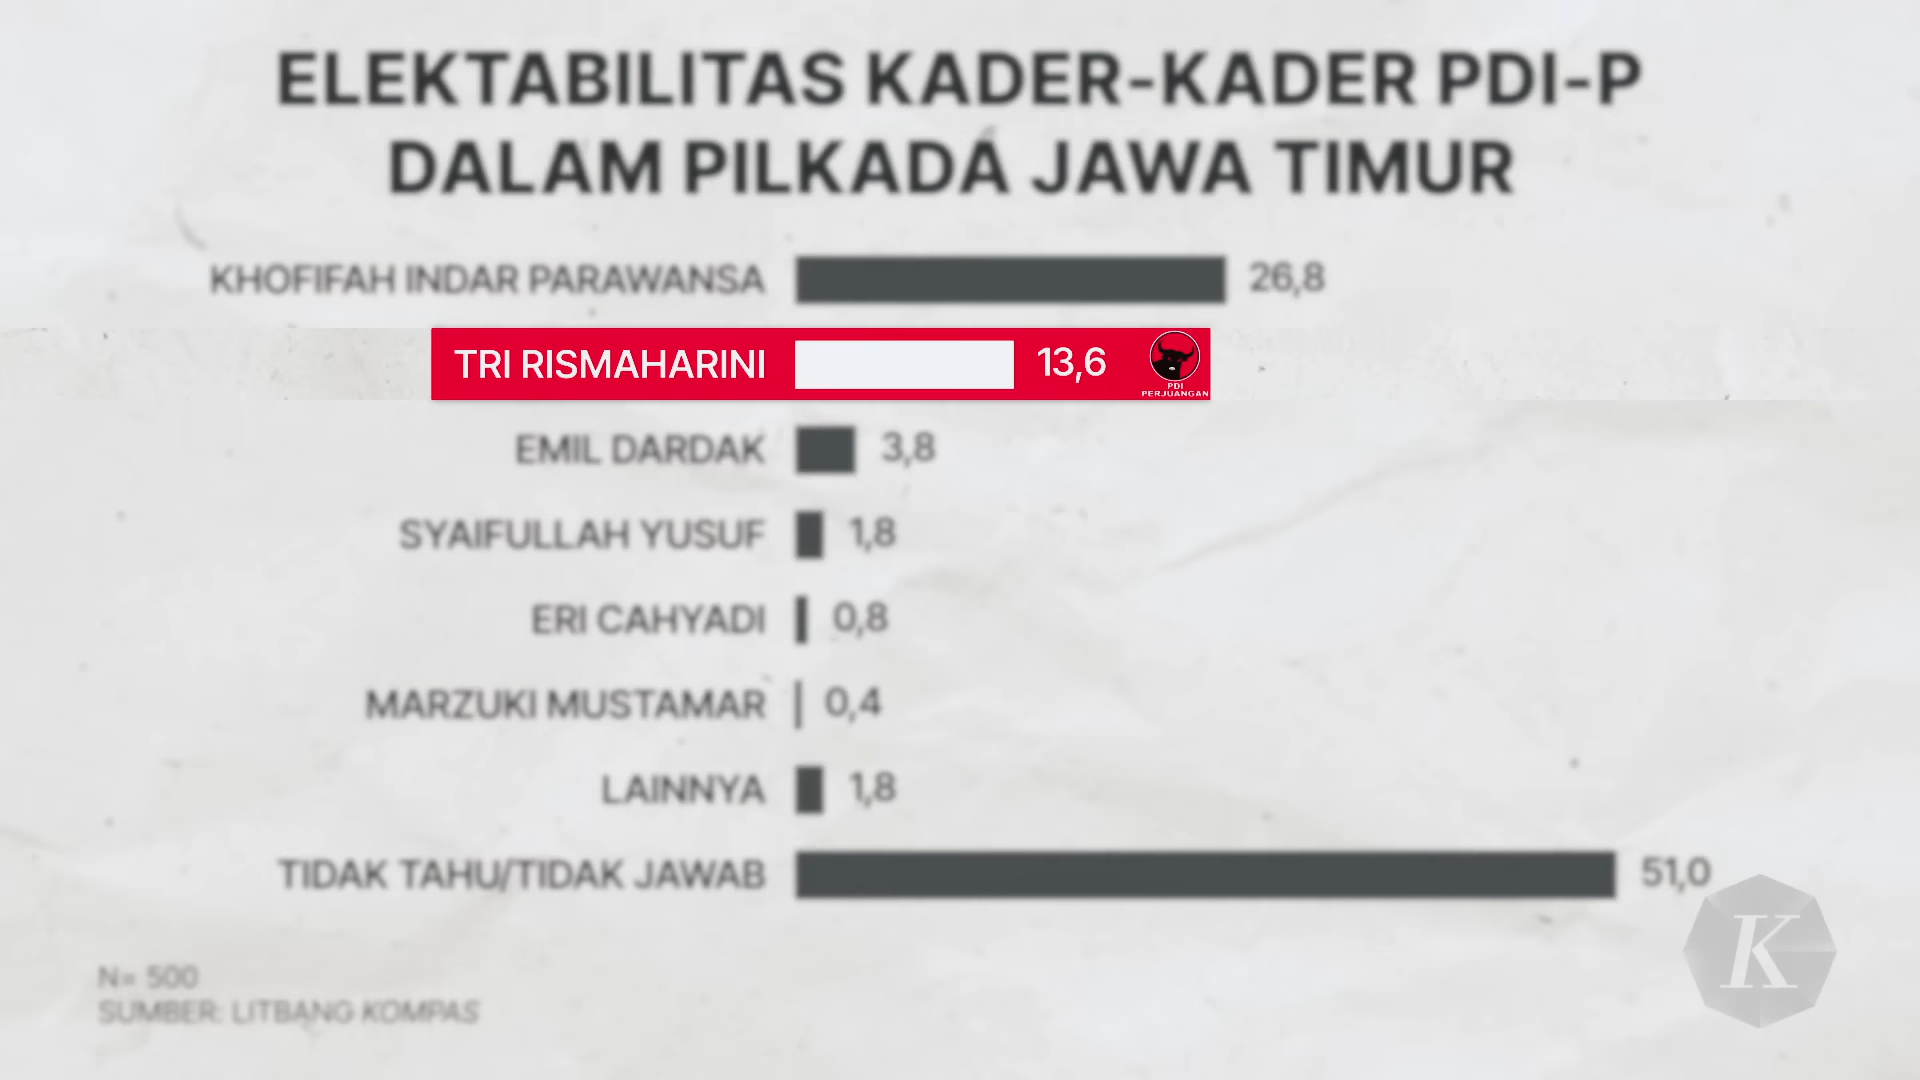 ELEKTABILITAS KADER-KADER PDI-P
DALAM PILKADA JAWA TIMUR
KHOFIFAH INDAR PARAWANSA 26,8
TRI RISMAHARINI 13,6
PDI
PERJUANGAN
EMIL DARDAK 3,8
SYAIFULLAH YUSUF 1,8
ERI CAHYADI 0,8
MARZUKI MUSTAMAR 0,4
LAINNYA 1,8
TIDAK TAHU/TIDAK JAWAB 51,0
K
N= 500
SUMBER: LITBANG KOMPAS